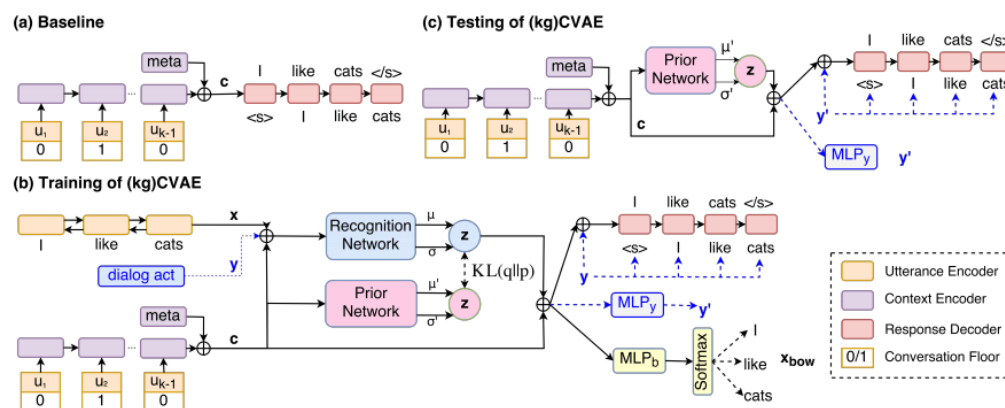 (a) Baseline
meta
c
I like cats </s>
<s> I like cats
u₁ u₂ ... uₖ₋₁
0 1 0
(c) Testing of (kg)CVAE
meta
Prior Network
μ'
σ'
z
c
u₁ u₂ ... uₖ₋₁
0 1 0
I like cats </s>
<s> I like cats
y'
MLPy y'
(b) Training of (kg)CVAE
x
I like cats
dialog act
y
Recognition Network
μ
σ
z
KL(q||p)
Prior Network
μ'
σ'
z
meta
c
u₁ u₂ ... uₖ₋₁
0 1 0
I like cats </s>
<s> I like cats
y
MLPy y'
MLPb
Softmax
I
like
cats
xbow
Utterance Encoder
Context Encoder
Response Decoder
0/1 Conversation Floor